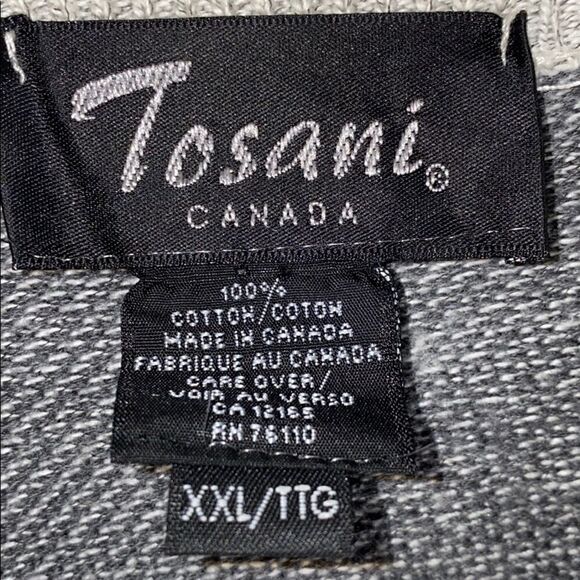 Tosani®
CANADA
100%
COTTON/COTON
MADE IN CANADA
FABRIQUE AU CANADA
CARE OVER/
VOIR AU VERSO
CA 12185
RN 76110
XXL/TTG